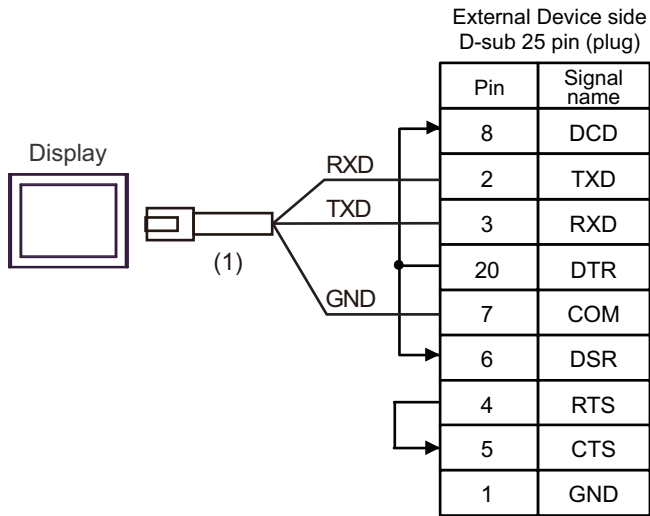 External Device side
D-sub 25 pin (plug)
Pin Signal name
8 DCD
Display
RXD
2 TXD
TXD
3 RXD
(1)
20 DTR
GND
7 COM
6 DSR
4 RTS
5 CTS
1 GND